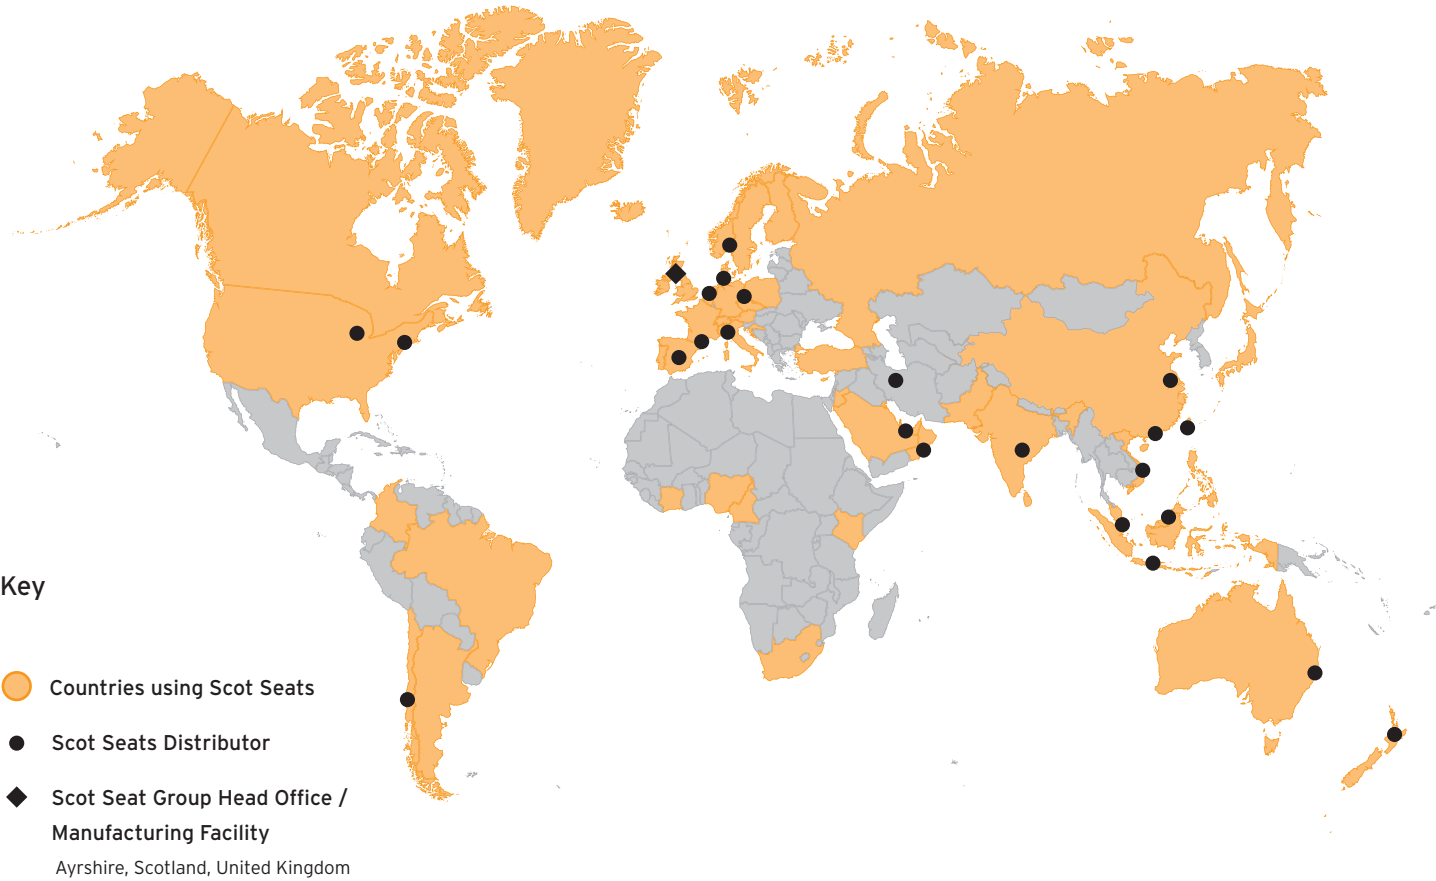 Key
Countries using Scot Seats
Scot Seats Distributor
Scot Seat Group Head Office /
Manufacturing Facility
Ayrshire, Scotland, United Kingdom